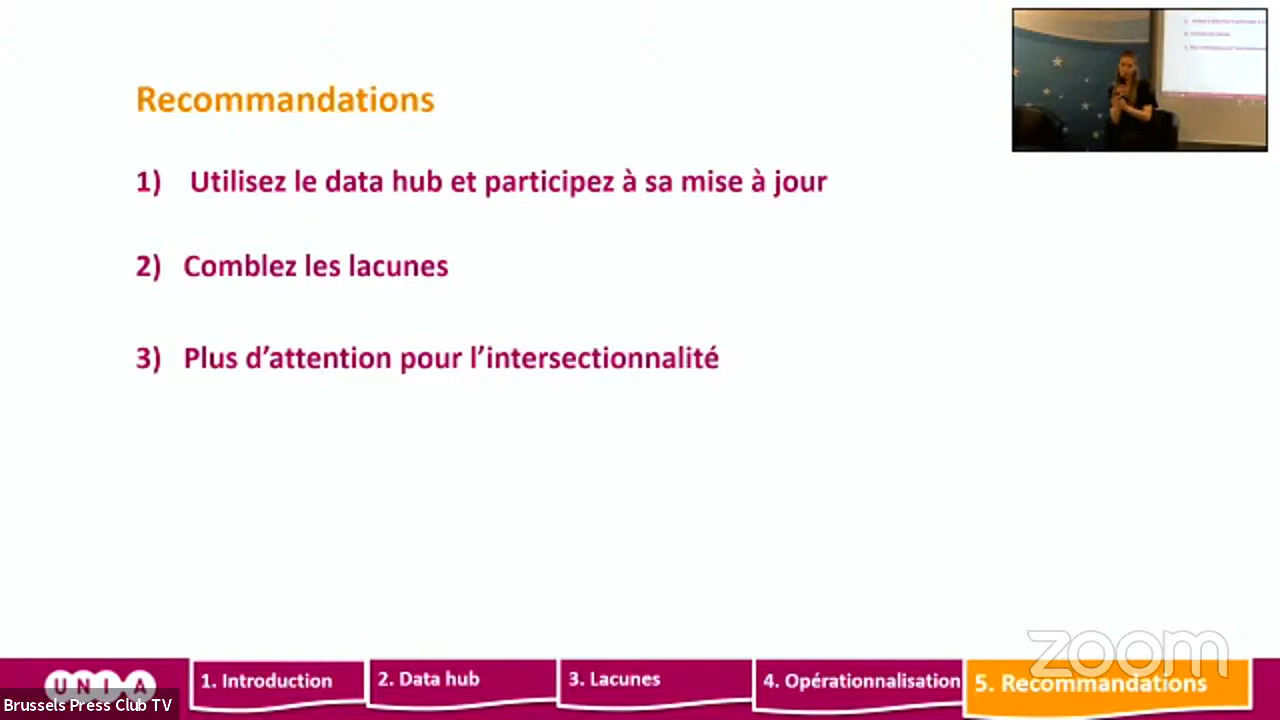 Recommandations
1) Utilisez le data hub et participez à sa mise à jour
2) Comblez les lacunes
3) Plus d’attention pour l’intersectionnalité
zoom
UNIA
1. Introduction
2. Data hub
3. Lacunes
4. Opérationnalisation
5. Recommandations
Brussels Press Club TV